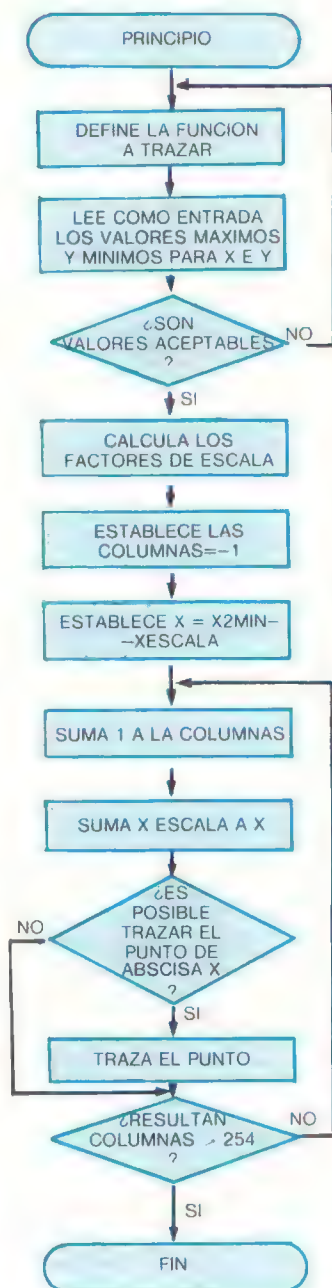 PRINCIPIO
DEFINE LA FUNCION
A TRAZAR
LEE COMO ENTRADA
LOS VALORES MAXIMOS
Y MINIMOS PARA X E Y
¿SON
VALORES ACEPTABLES
?
NO
SI
CALCULA LOS
FACTORES DE ESCALA
ESTABLECE LAS
COLUMNAS=-1
ESTABLECE X = X2MIN-
-XESCALA
SUMA 1 A LA COLUMNAS
SUMA X ESCALA A X
¿ES
POSIBLE
TRAZAR EL
PUNTO DE
ABSCISA X
?
NO
SI
TRAZA EL PUNTO
¿RESULTAN
COLUMNAS > 254
?
NO
SI
FIN